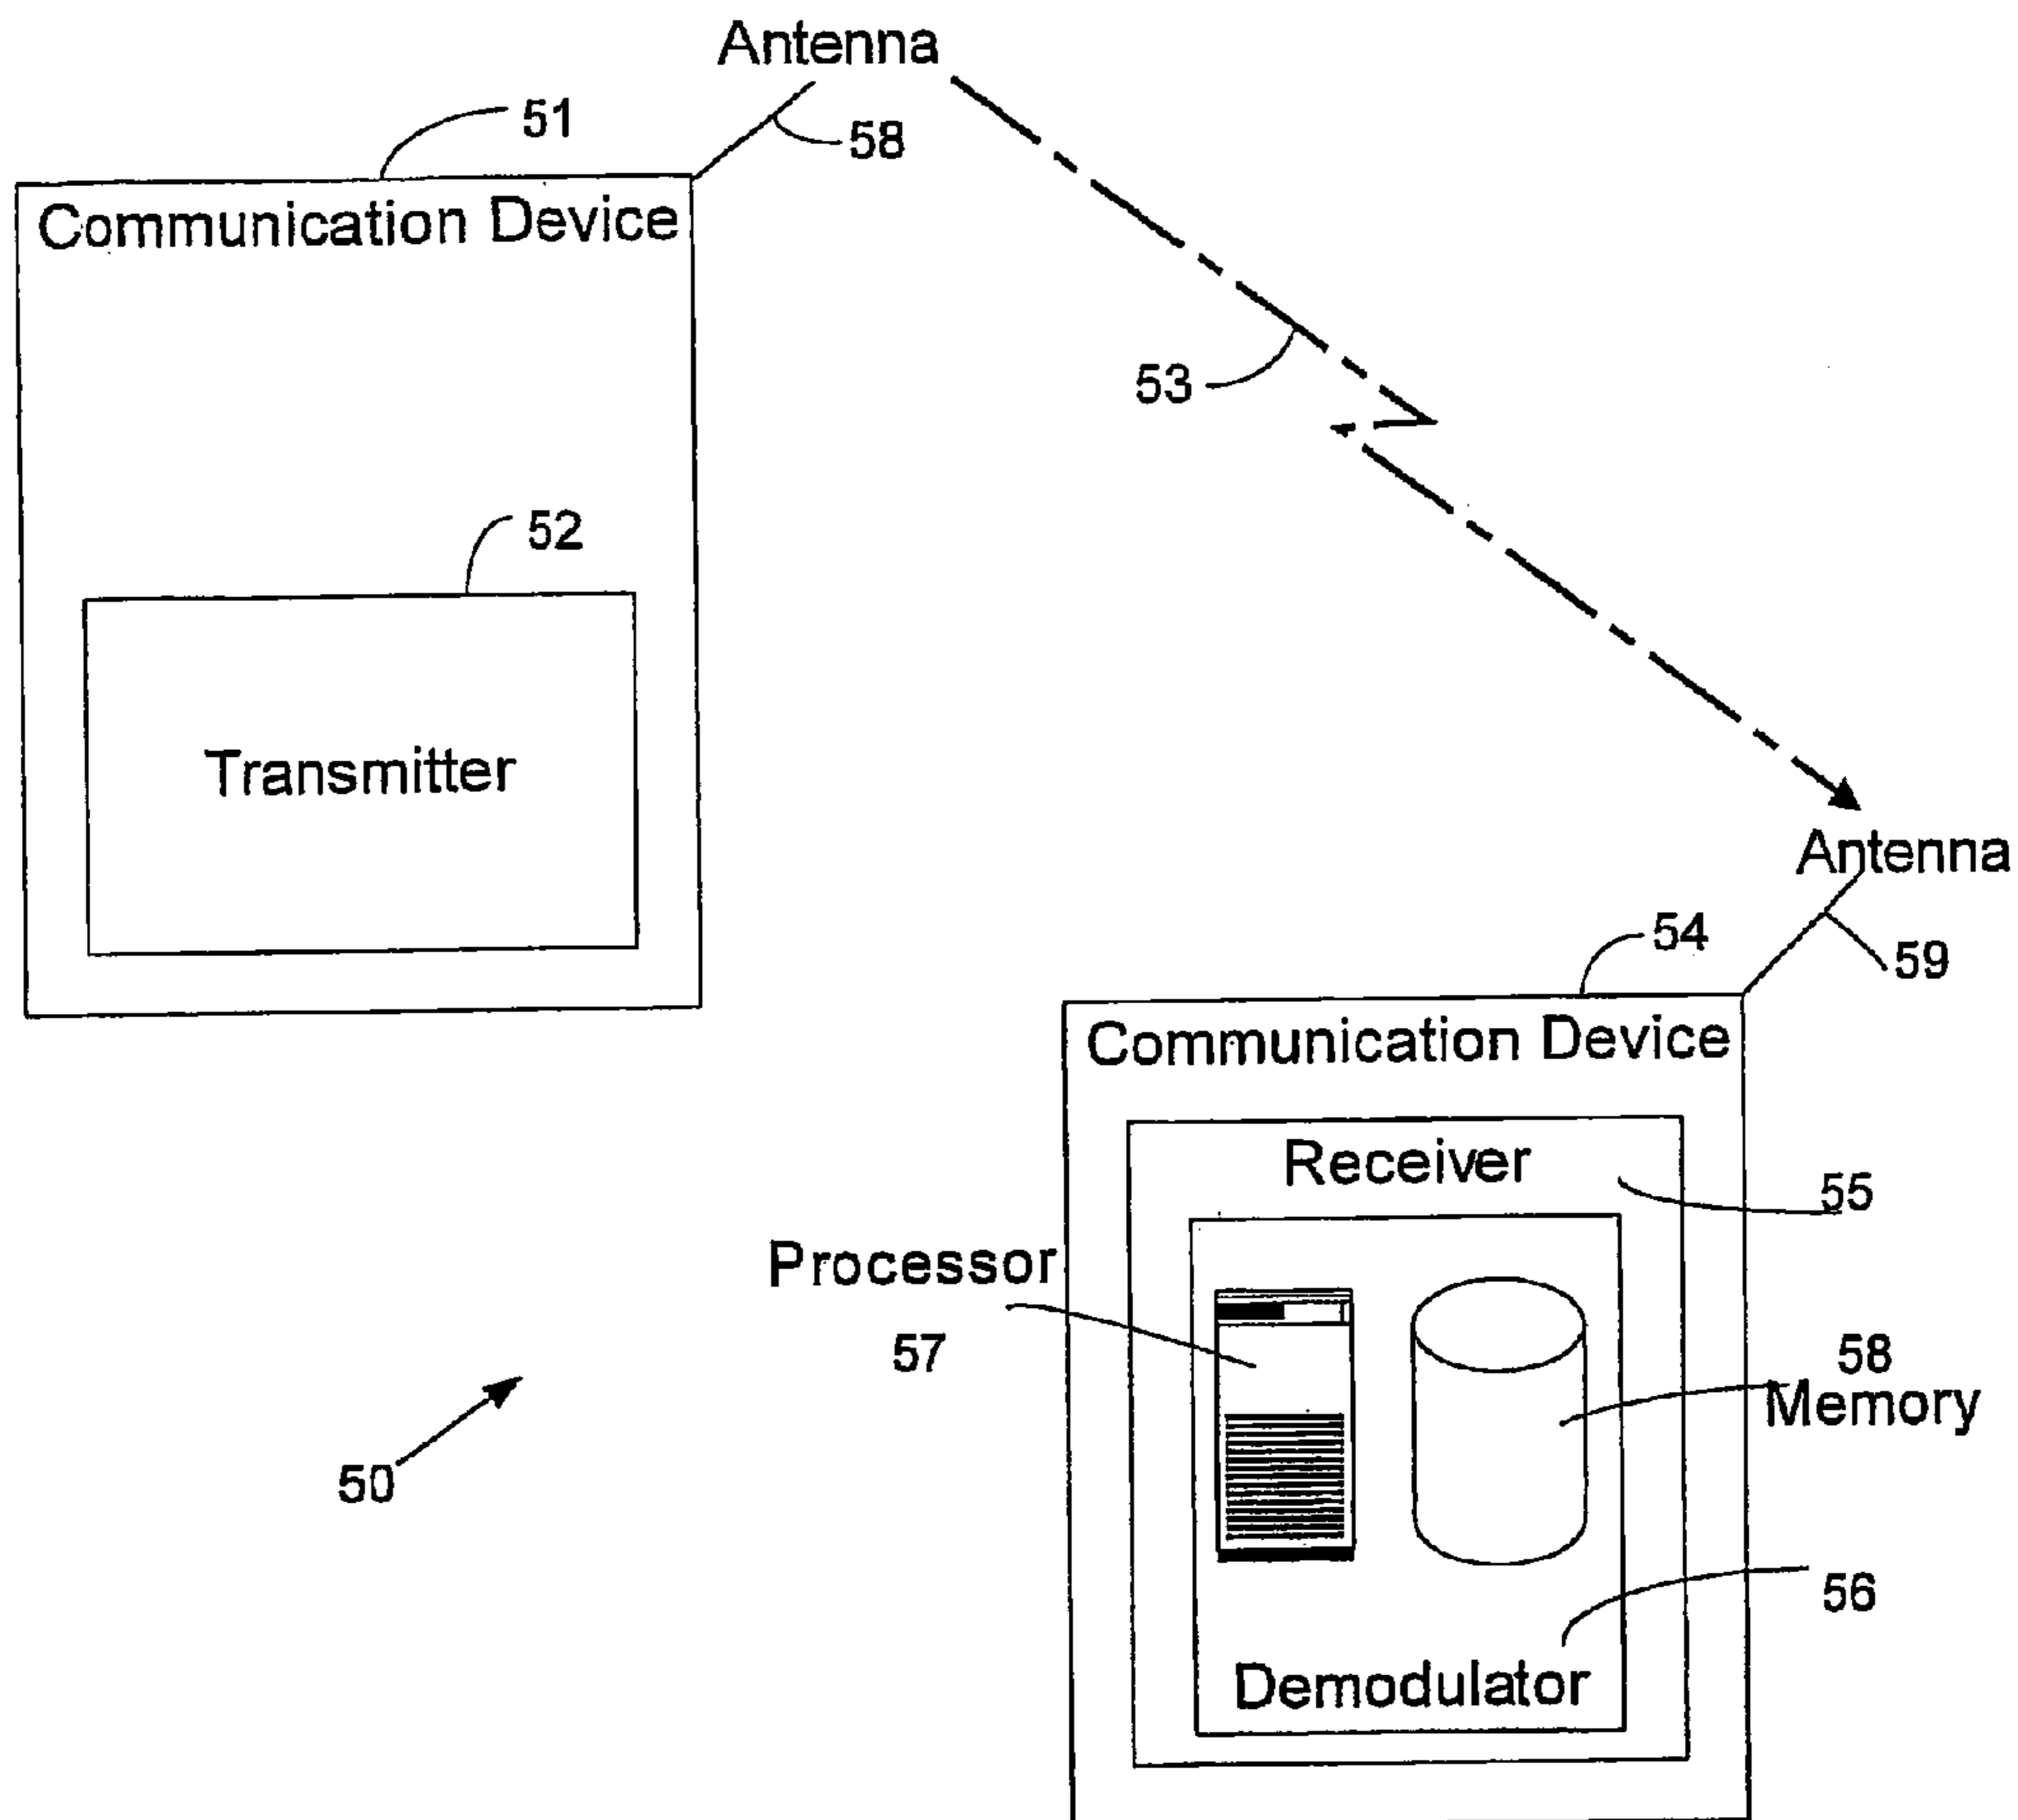 Antenna
51
58
Communication Device
53
52
Transmitter
Antenna
54
59
Communication Device
Receiver
55
Processor
57
58
Memory
50
56
Demodulator